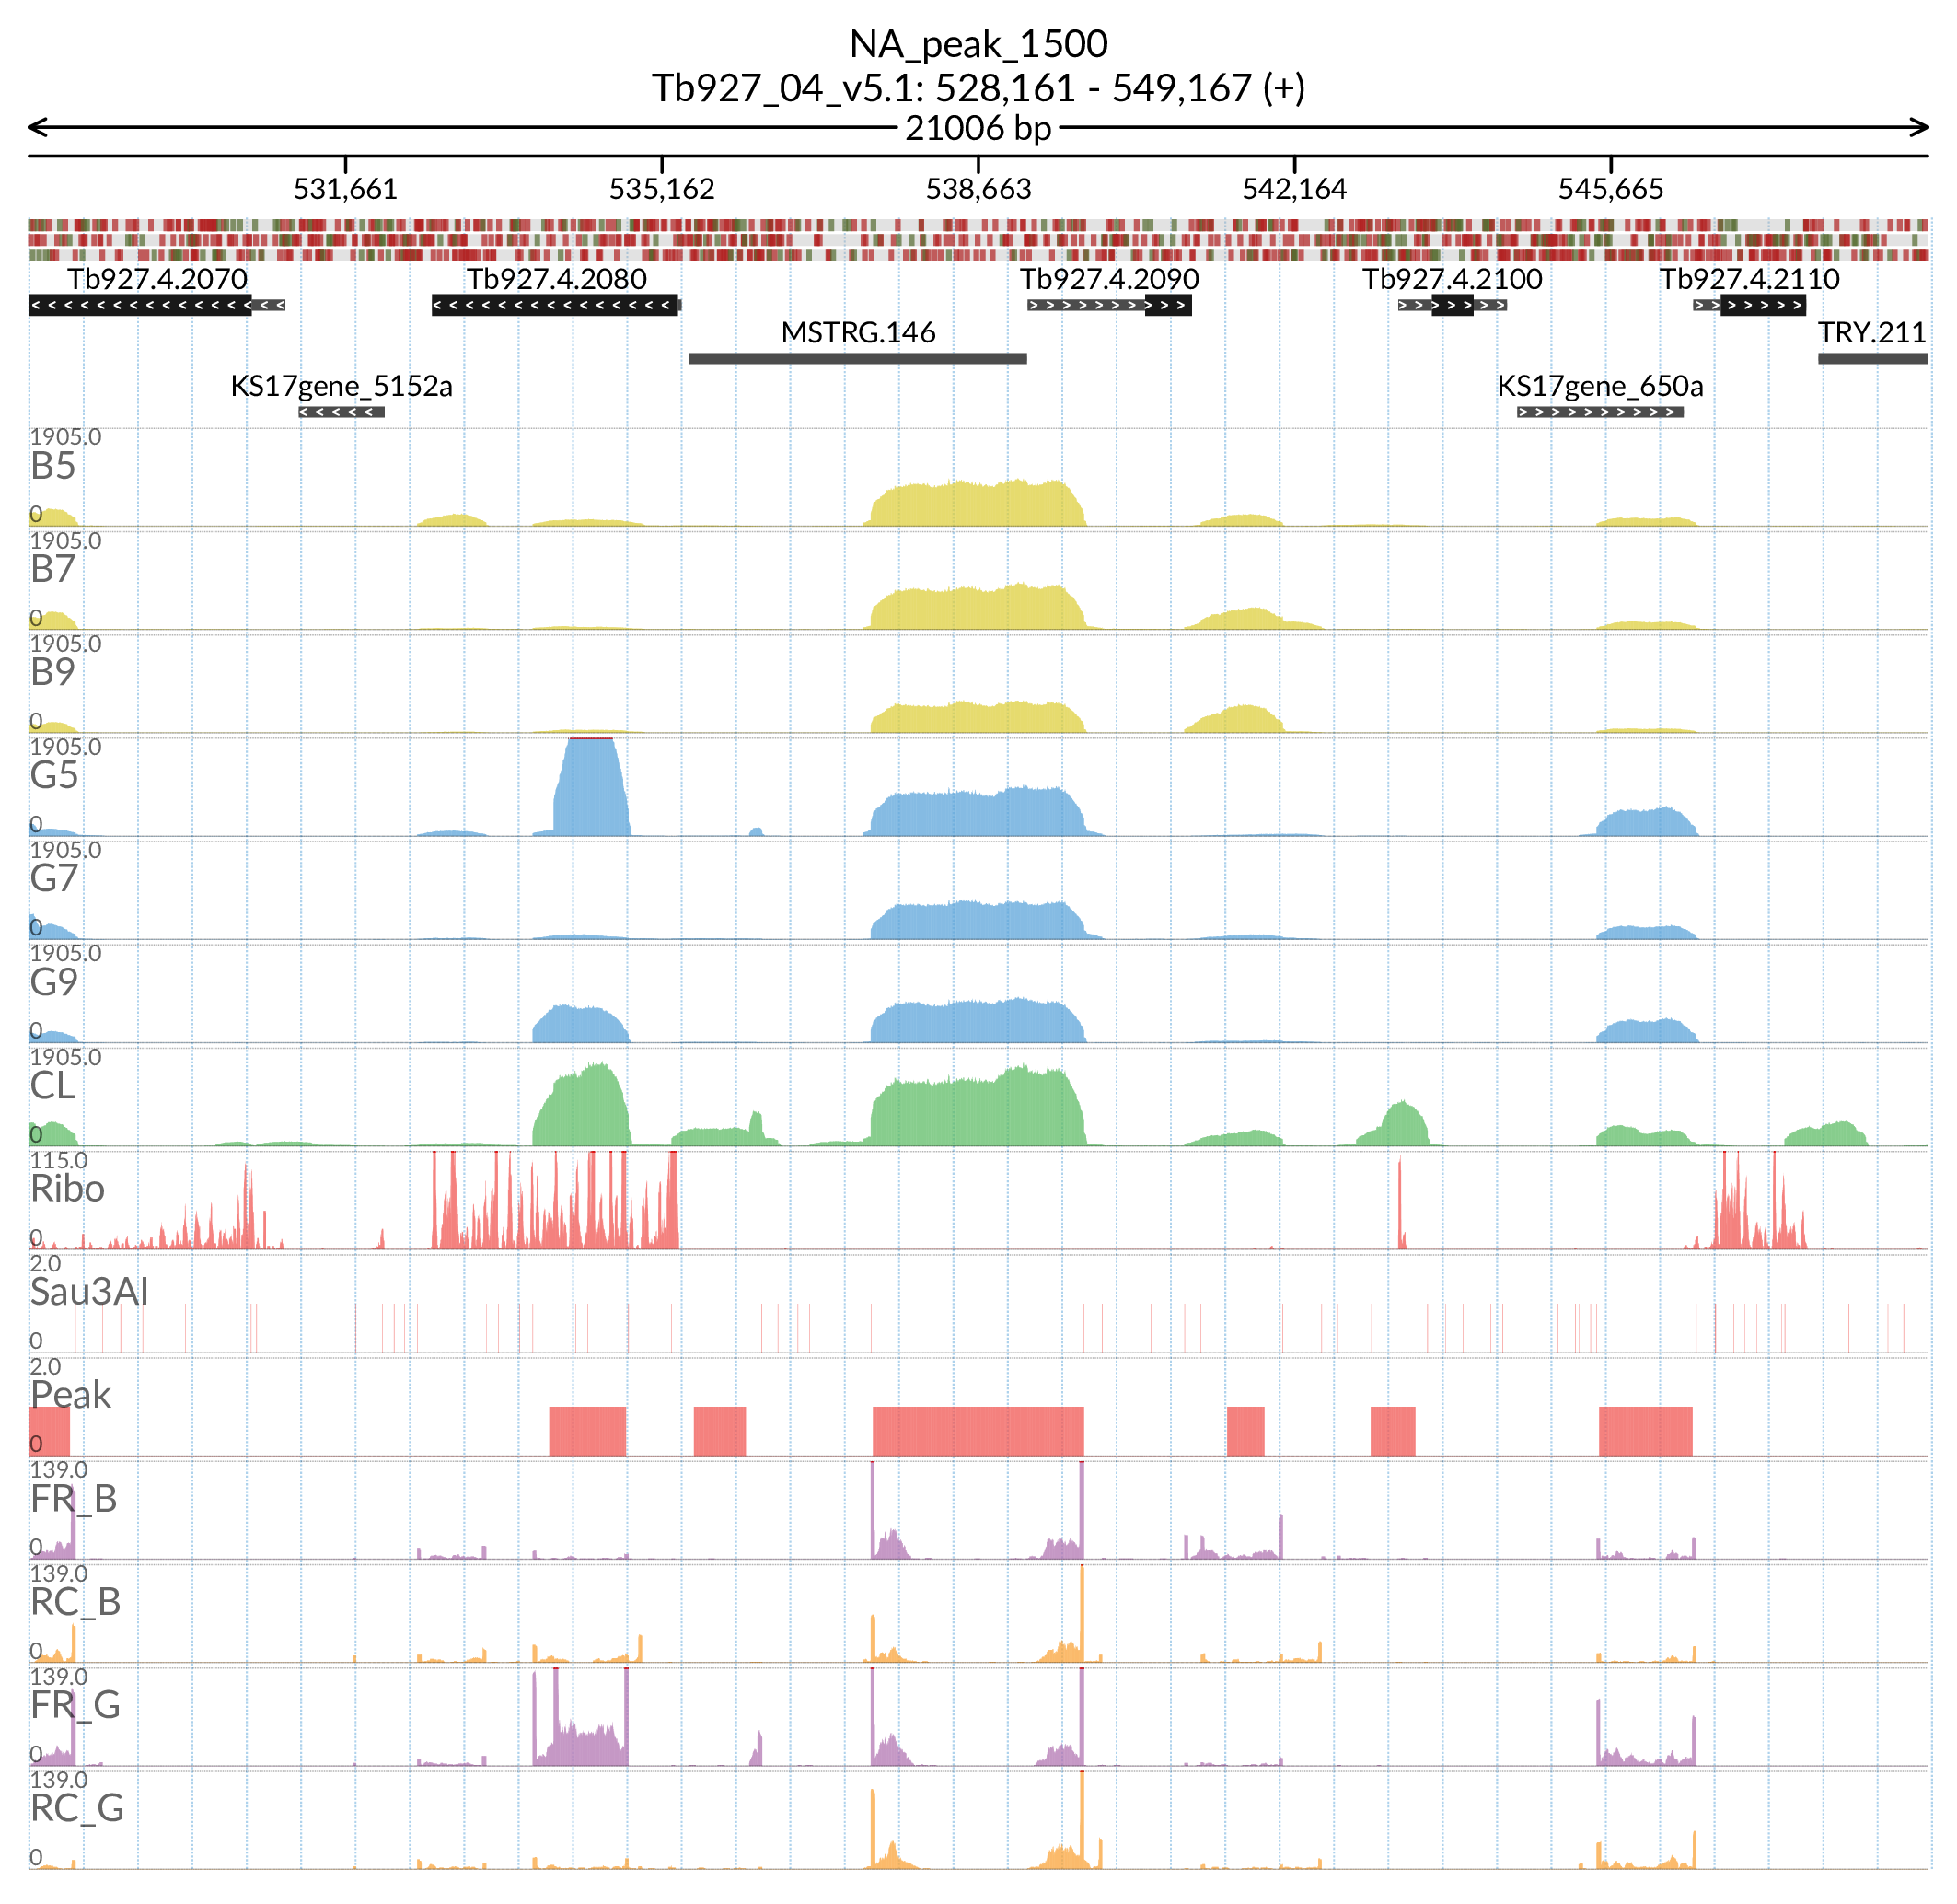 NA_peak_1500
Tb927_04_v5.1: 528,161 - 549,167 (+)
21006 bp
531,661 535,162 538,663 542,164 545,665
Tb927.4.2070 Tb927.4.2080 Tb927.4.2090 Tb927.4.2100 Tb927.4.2110
MSTRG.146 TRY.211
KS17gene_5152a KS17gene_650a
1905.0
B5
0
1905.0
B7
0
1905.0
B9
0
1905.0
G5
0
1905.0
G7
0
1905.0
G9
0
1905.0
CL
0
115.0
Ribo
0
2.0
Sau3AI
0
2.0
Peak
0
139.0
FR_B
0
139.0
RC_B
0
139.0
FR_G
0
139.0
RC_G
0